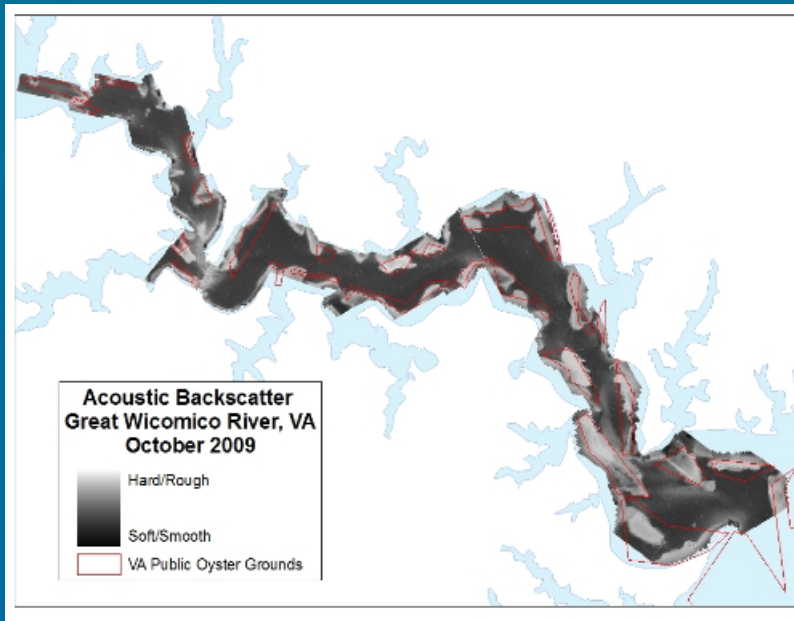 Acoustic Backscatter
Great Wicomico River, VA
October 2009
Hard/Rough
Soft/Smooth
VA Public Oyster Grounds